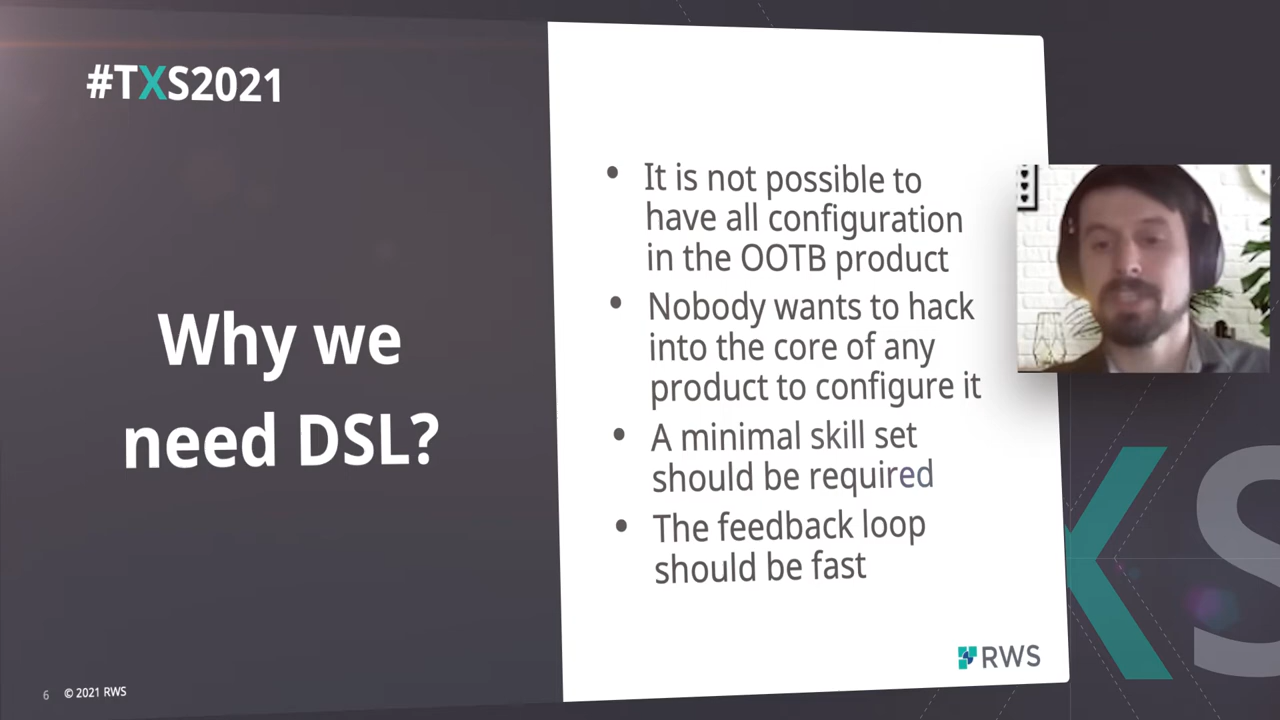 #TXS2021
Why we
need DSL?
• It is not possible to
have all configuration
in the OOTB product
• Nobody wants to hack
into the core of any
product to configure it
• A minimal skill set
should be required
• The feedback loop
should be fast
RWS
XS
6 © 2021 RWS